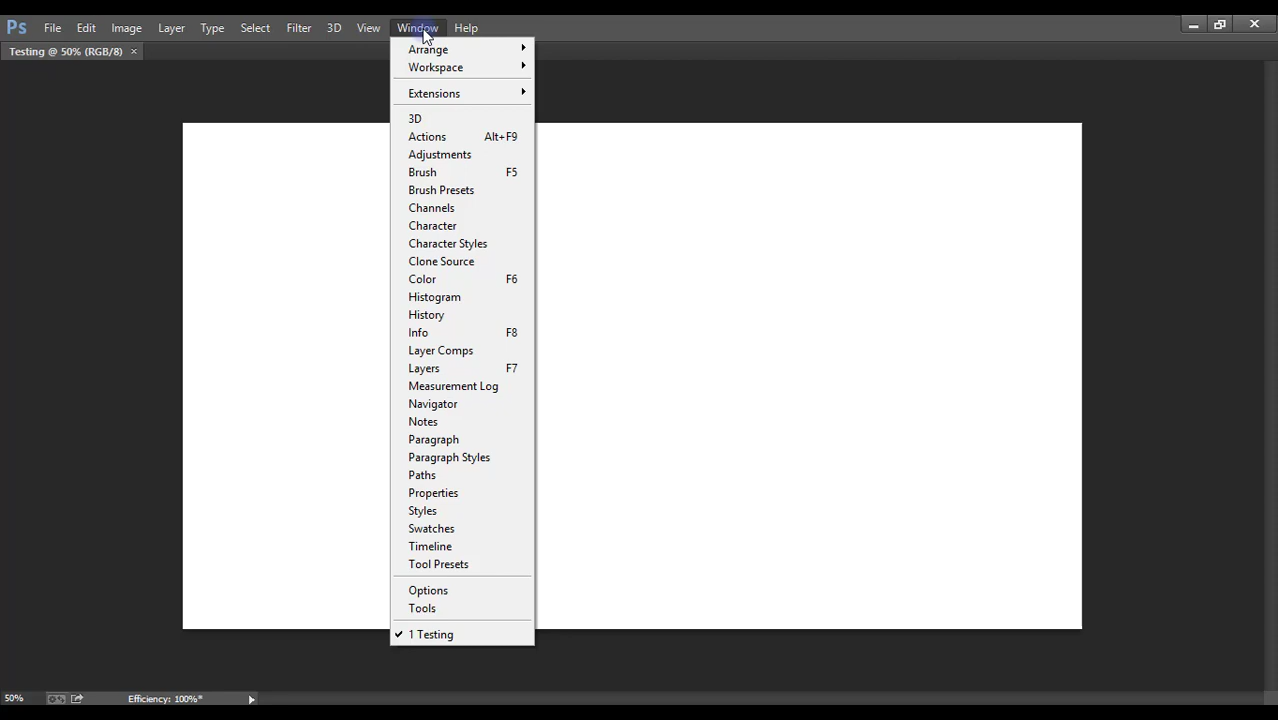 Ps File Edit Image Layer Type Select Filter 3D View Window Help
Testing @ 50% (RGB/8) ×
Arrange
Workspace
Extensions
3D
Actions Alt+F9
Adjustments
Brush F5
Brush Presets
Channels
Character
Character Styles
Clone Source
Color F6
Histogram
History
Info F8
Layer Comps
Layers F7
Measurement Log
Navigator
Notes
Paragraph
Paragraph Styles
Paths
Properties
Styles
Swatches
Timeline
Tool Presets
Options
Tools
1 Testing
50% Efficiency: 100%*